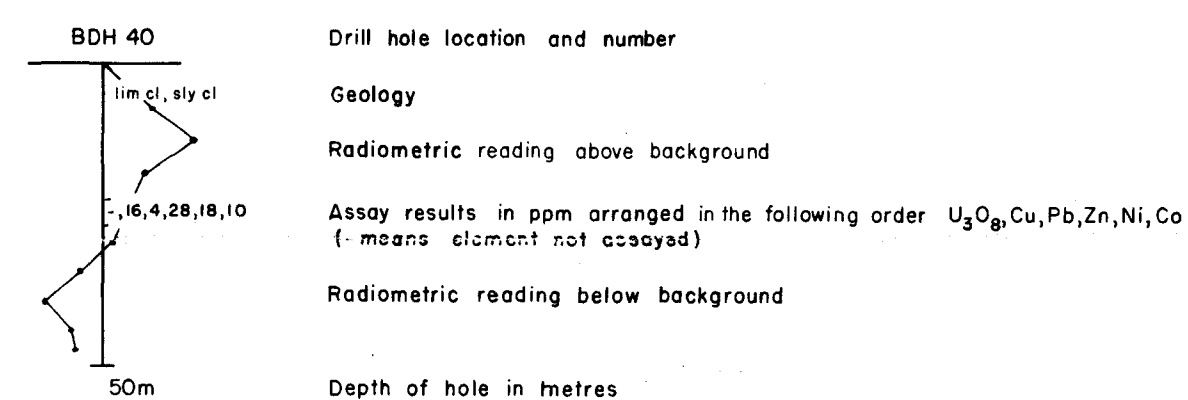 BDH 40 Drill hole location and number
lim cl, sly cl Geology
Radiometric reading above background
-,16,4,28,18,10 Assay results in ppm arranged in the following order U₃O₈,Cu,Pb,Zn,Ni,Co
(- means element not assayed)
Radiometric reading below background
50m Depth of hole in metres